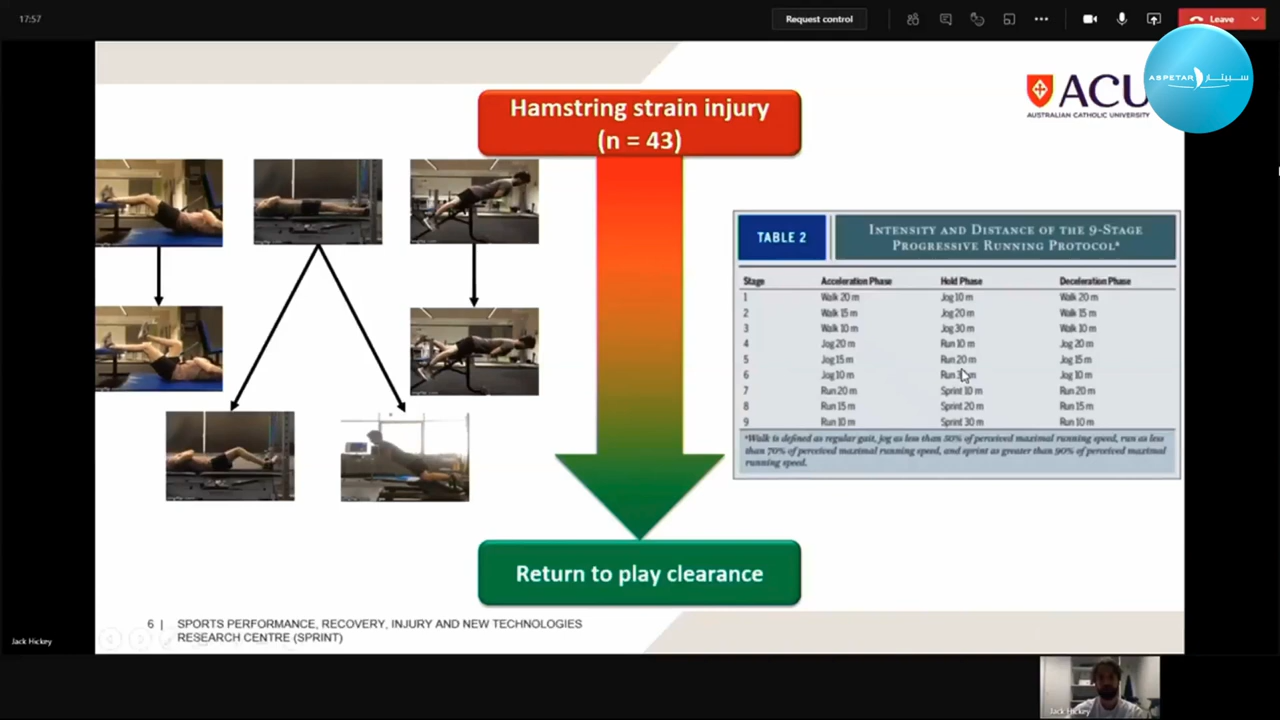 17:57
Request control
Leave
سبيتار
ASPETAR
ACU
AUSTRALIAN CATHOLIC UNIVERSITY
Hamstring strain injury
(n = 43)
TABLE 2
INTENSITY AND DISTANCE OF THE 9-STAGE
PROGRESSIVE RUNNING PROTOCOL*
Stage Acceleration Phase Hold Phase Deceleration Phase
1 Walk 20 m Jog 10 m Walk 20 m
2 Walk 15 m Jog 20 m Walk 15 m
3 Walk 10 m Jog 30 m Walk 10 m
4 Jog 20 m Run 10 m Jog 20 m
5 Jog 15 m Run 20 m Jog 15 m
6 Jog 10 m Run m Jog 10 m
7 Run 20 m Sprint 10 m Run 20 m
8 Run 15 m Sprint 20 m Run 15 m
9 Run 10 m Sprint 30 m Run 10 m
*Walk is defined as regular gait, jog as less than 50% of perceived maximal running speed, run as less
than 70% of perceived maximal running speed, and sprint as greater than 90% of perceived maximal
running speed.
Return to play clearance
6 | SPORTS PERFORMANCE, RECOVERY, INJURY AND NEW TECHNOLOGIES
RESEARCH CENTRE (SPRINT)
Jack Hickey
Jack Hickey